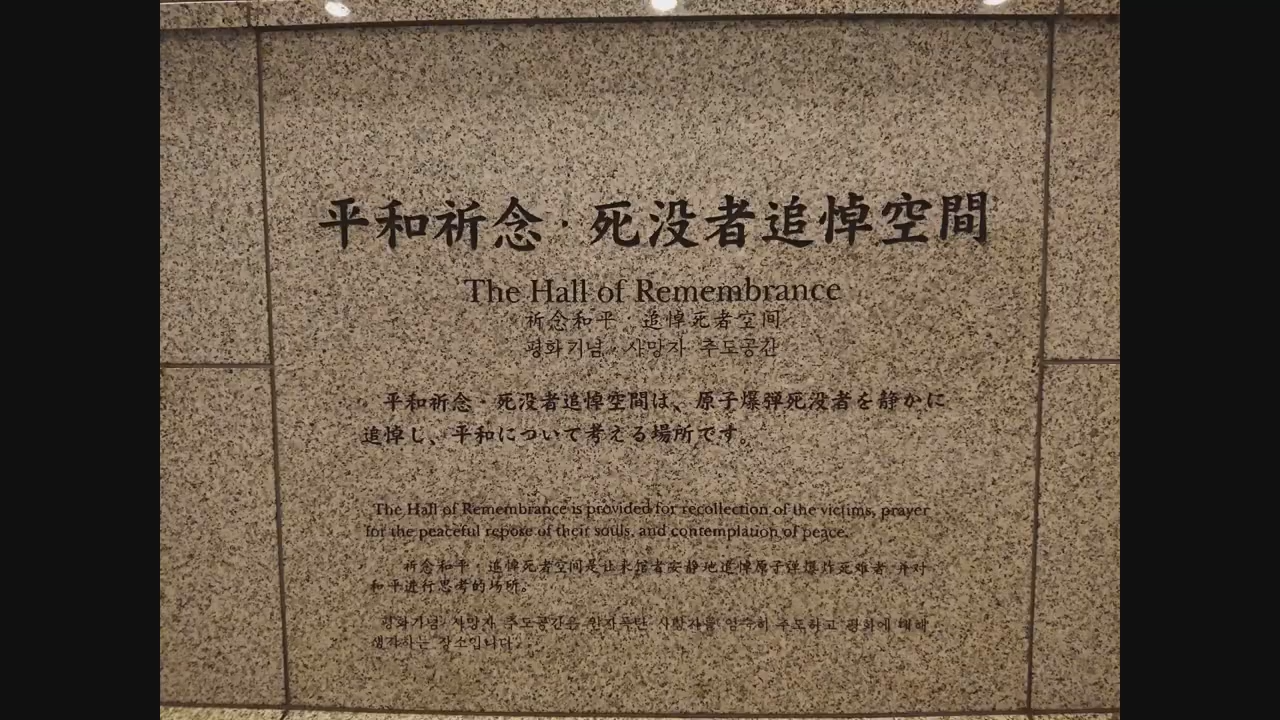 平和祈念・死没者追悼空間
The Hall of Remembrance
祈念和平・追悼死者空间
평화기념・사망자 추도공간
平和祈念・死没者追悼空間は、原子爆弾死没者を静かに
追悼し、平和について考える場所です。
The Hall of Remembrance is provided for recollection of the victims, prayer
for the peaceful repose of their souls, and contemplation of peace.
祈念和平・追悼死者空间是让来馆者安静地追悼原子弹爆炸死难者 并对
和平进行思考的场所。
평화기념・사망자 추도공간은 원자폭탄 사망자를 엄숙히 추도하고 평화에 대해
생각하는 장소입니다.